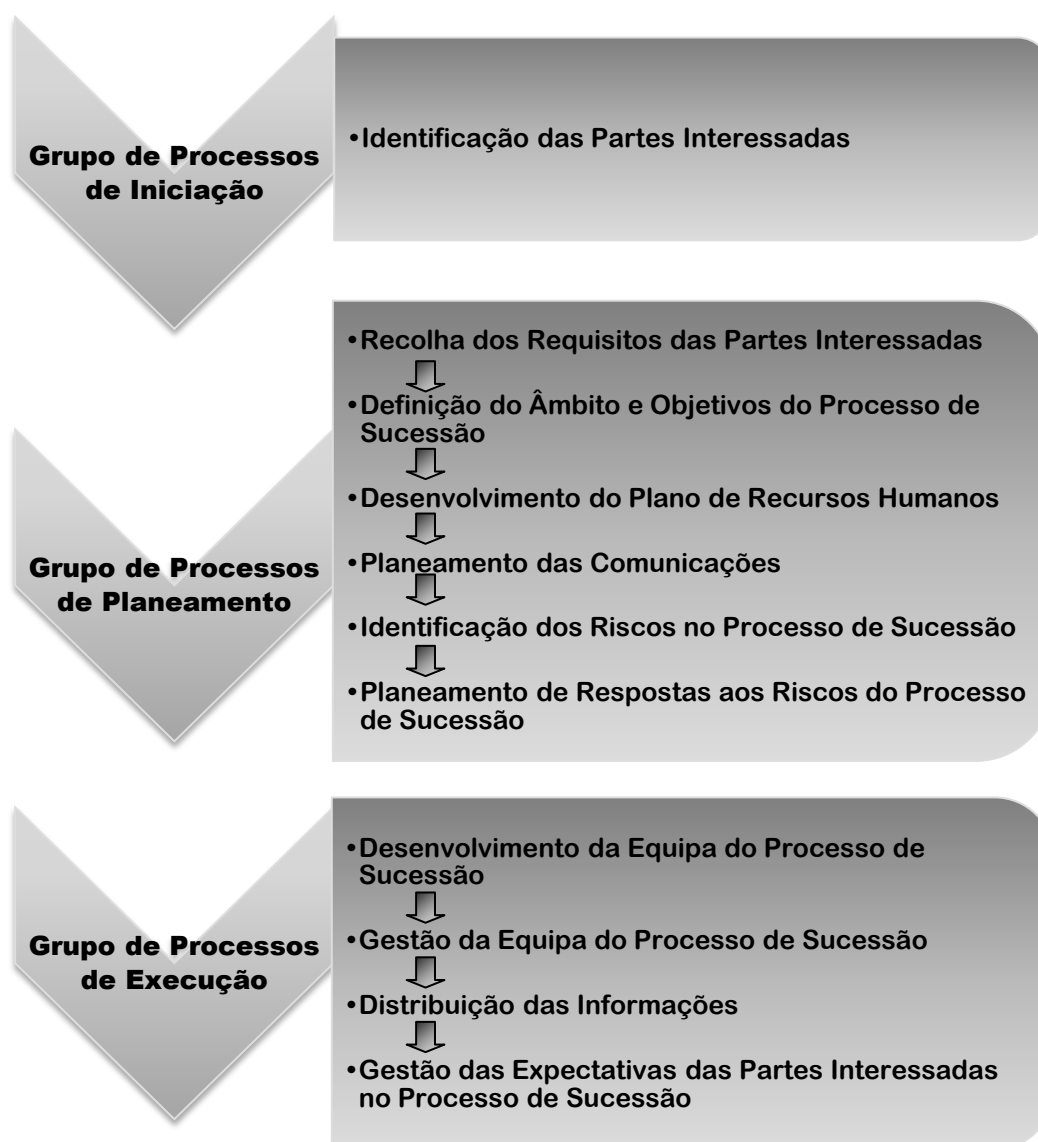 Grupo de Processos
de Iniciação
•Identificação das Partes Interessadas
Grupo de Processos
de Planeamento
•Recolha dos Requisitos das Partes Interessadas
•Definição do Âmbito e Objetivos do Processo de
Sucessão
•Desenvolvimento do Plano de Recursos Humanos
•Planeamento das Comunicações
•Identificação dos Riscos no Processo de Sucessão
•Planeamento de Respostas aos Riscos do Processo
de Sucessão
Grupo de Processos
de Execução
•Desenvolvimento da Equipa do Processo de
Sucessão
•Gestão da Equipa do Processo de Sucessão
•Distribuição das Informações
•Gestão das Expectativas das Partes Interessadas
no Processo de Sucessão